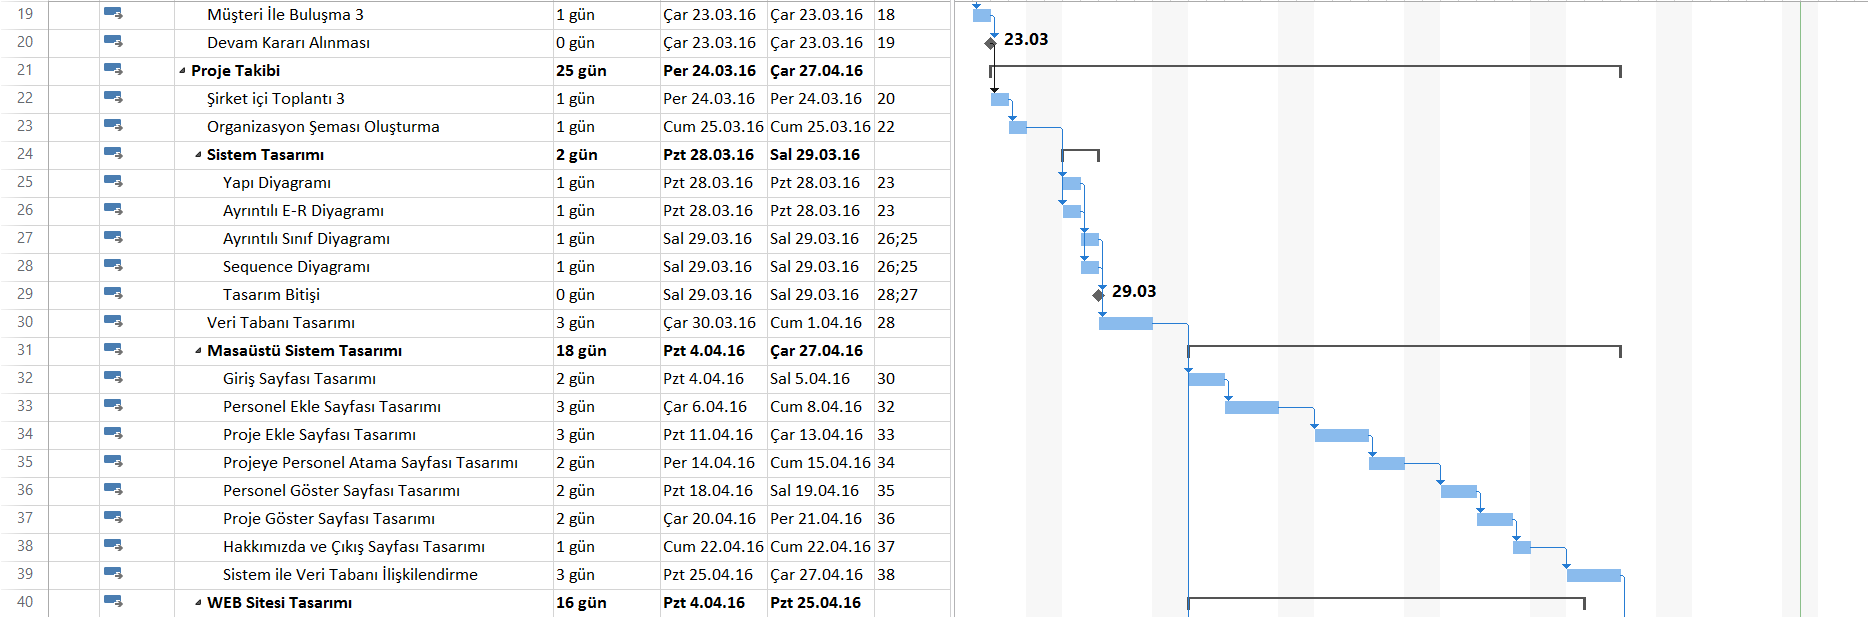 19 Müşteri İle Buluşma 3 1 gün Çar 23.03.16 Çar 23.03.16 18
20 Devam Kararı Alınması 0 gün Çar 23.03.16 Çar 23.03.16 19 23.03
21 Proje Takibi 25 gün Per 24.03.16 Çar 27.04.16
22 Şirket içi Toplantı 3 1 gün Per 24.03.16 Per 24.03.16 20
23 Organizasyon Şeması Oluşturma 1 gün Cum 25.03.16 Cum 25.03.16 22
24 Sistem Tasarımı 2 gün Pzt 28.03.16 Sal 29.03.16
25 Yapı Diyagramı 1 gün Pzt 28.03.16 Pzt 28.03.16 23
26 Ayrıntılı E-R Diyagramı 1 gün Pzt 28.03.16 Pzt 28.03.16 23
27 Ayrıntılı Sınıf Diyagramı 1 gün Sal 29.03.16 Sal 29.03.16 26;25
28 Sequence Diyagramı 1 gün Sal 29.03.16 Sal 29.03.16 26;25
29 Tasarım Bitişi 0 gün Sal 29.03.16 Sal 29.03.16 28;27 29.03
30 Veri Tabanı Tasarımı 3 gün Çar 30.03.16 Cum 1.04.16 28
31 Masaüstü Sistem Tasarımı 18 gün Pzt 4.04.16 Çar 27.04.16
32 Giriş Sayfası Tasarımı 2 gün Pzt 4.04.16 Sal 5.04.16 30
33 Personel Ekle Sayfası Tasarımı 3 gün Çar 6.04.16 Cum 8.04.16 32
34 Proje Ekle Sayfası Tasarımı 3 gün Pzt 11.04.16 Çar 13.04.16 33
35 Projeye Personel Atama Sayfası Tasarımı 2 gün Per 14.04.16 Cum 15.04.16 34
36 Personel Göster Sayfası Tasarımı 2 gün Pzt 18.04.16 Sal 19.04.16 35
37 Proje Göster Sayfası Tasarımı 2 gün Çar 20.04.16 Per 21.04.16 36
38 Hakkımızda ve Çıkış Sayfası Tasarımı 1 gün Cum 22.04.16 Cum 22.04.16 37
39 Sistem ile Veri Tabanı İlişkilendirme 3 gün Pzt 25.04.16 Çar 27.04.16 38
40 WEB Sitesi Tasarımı 16 gün Pzt 4.04.16 Pzt 25.04.16